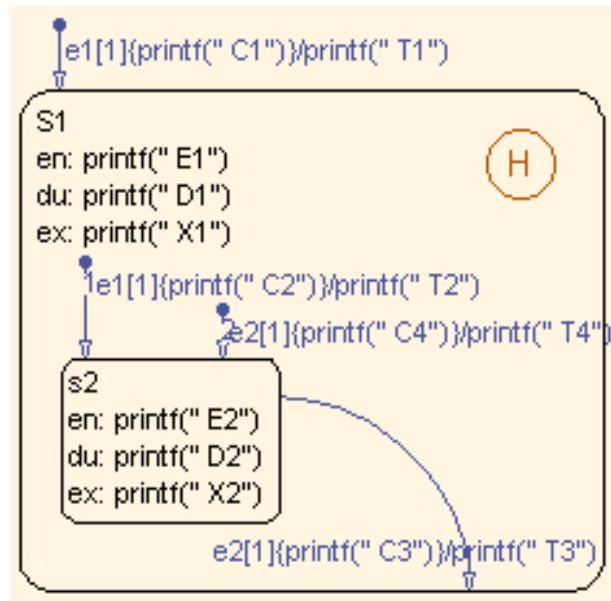 e1[1]{printf(" C1")}/printf(" T1")
S1
en: printf(" E1")
du: printf(" D1")
ex: printf(" X1")
H
1
e1[1]{printf(" C2")}/printf(" T2")
2
e2[1]{printf(" C4")}/printf(" T4")
s2
en: printf(" E2")
du: printf(" D2")
ex: printf(" X2")
e2[1]{printf(" C3")}/printf(" T3")